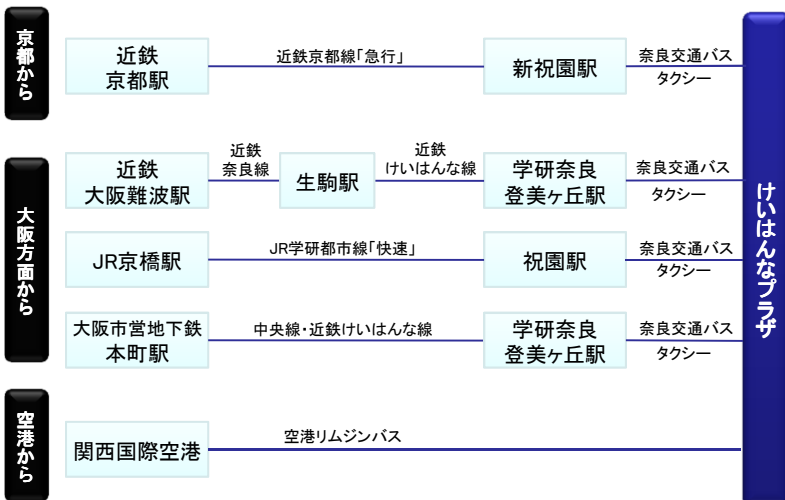 京都から
近鉄
京都駅
近鉄京都線「急行」
新祝園駅
奈良交通バス
タクシー
大阪方面から
近鉄
大阪難波駅
近鉄
奈良線
生駒駅
近鉄
けいはんな線
学研奈良
登美ヶ丘駅
奈良交通バス
タクシー
JR京橋駅
JR学研都市線「快速」
祝園駅
奈良交通バス
タクシー
大阪市営地下鉄
本町駅
中央線・近鉄けいはんな線
学研奈良
登美ヶ丘駅
奈良交通バス
タクシー
空港から
関西国際空港
空港リムジンバス
けいはんなプラザ